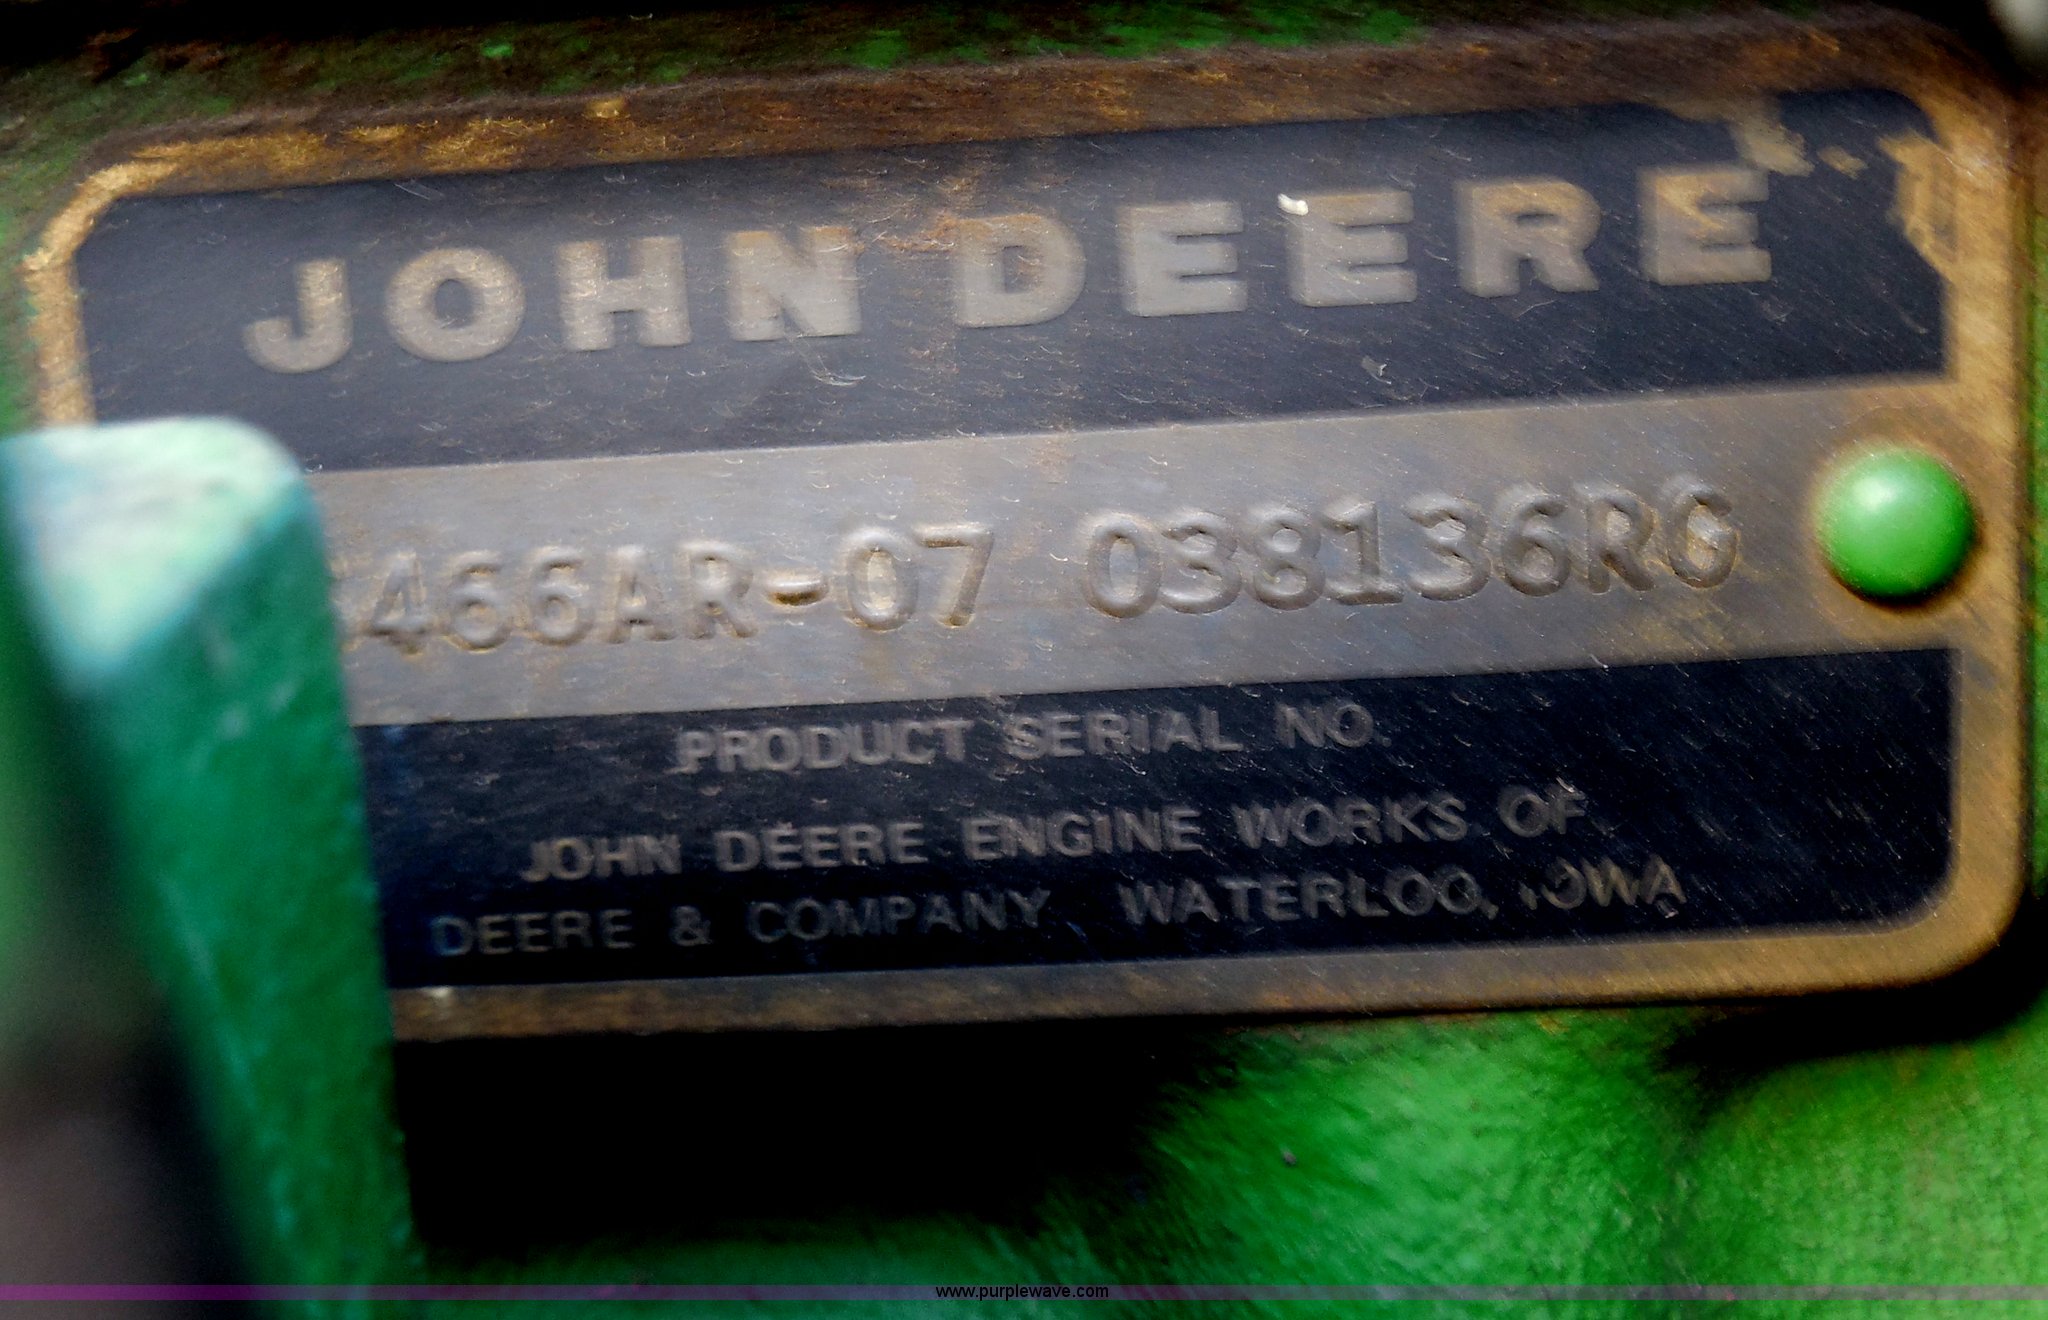 JOHN DEERE
466AR-07 038136RG
PRODUCT SERIAL NO.
JOHN DEERE ENGINE WORKS OF
DEERE & COMPANY WATERLOO, IOWA
www.purplewave.com